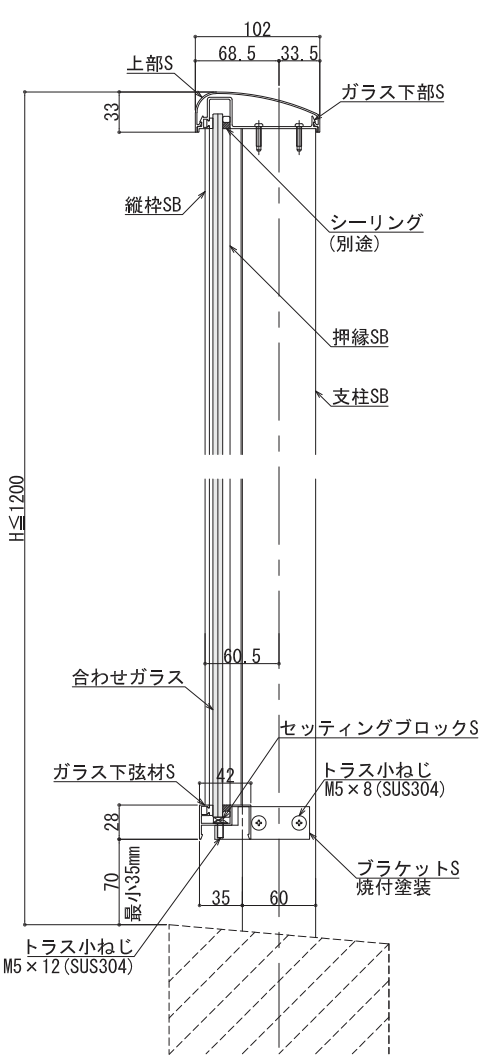 102
68.5
33.5
上部S
ガラス下部S
33
縦枠SB
シーリング
(別途)
押縁SB
支柱SB
H≦1200
60.5
合わせガラス
セッティングブロックS
ガラス下弦材S
42
トラス小ねじ
M5×8(SUS304)
28
70
最小35mm
ブラケットS
焼付塗装
35
60
トラス小ねじ
M5×12(SUS304)